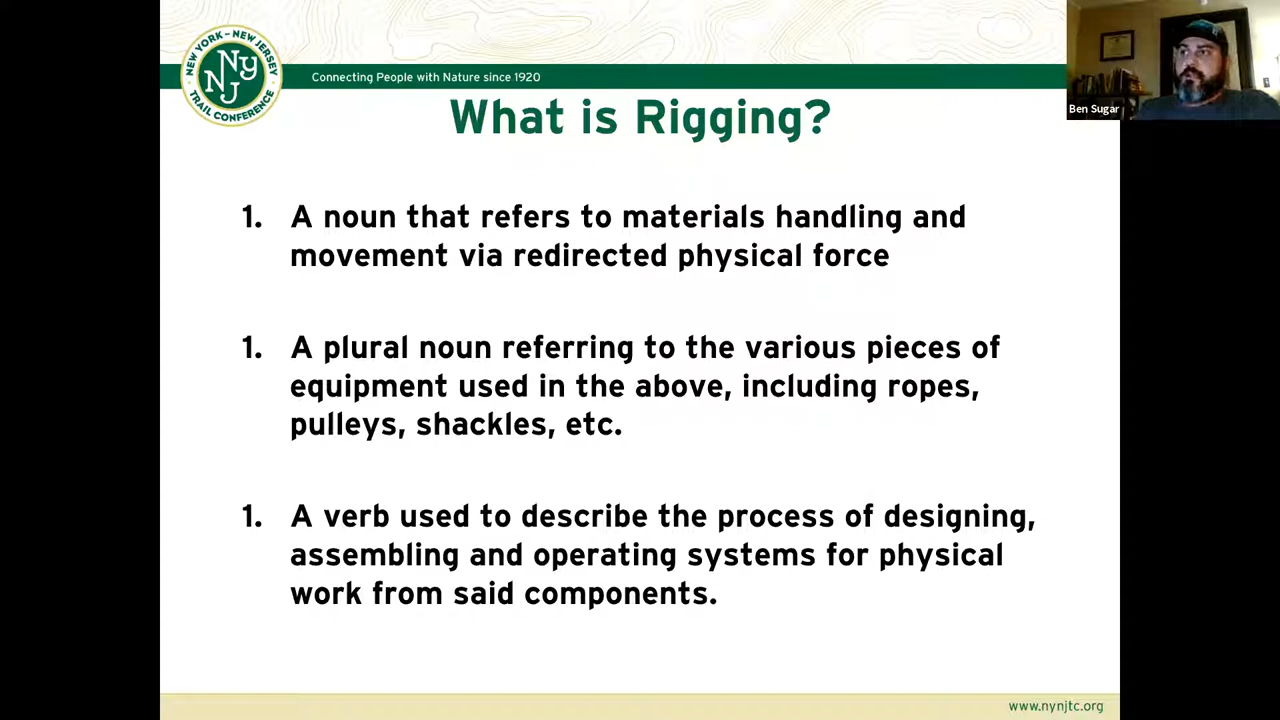 NEW YORK - NEW JERSEY
NY
NJ
TRAIL CONFERENCE
Connecting People with Nature since 1920
Ben Sugar
What is Rigging?
1. A noun that refers to materials handling and
movement via redirected physical force
1. A plural noun referring to the various pieces of
equipment used in the above, including ropes,
pulleys, shackles, etc.
1. A verb used to describe the process of designing,
assembling and operating systems for physical
work from said components.
www.nynjtc.org